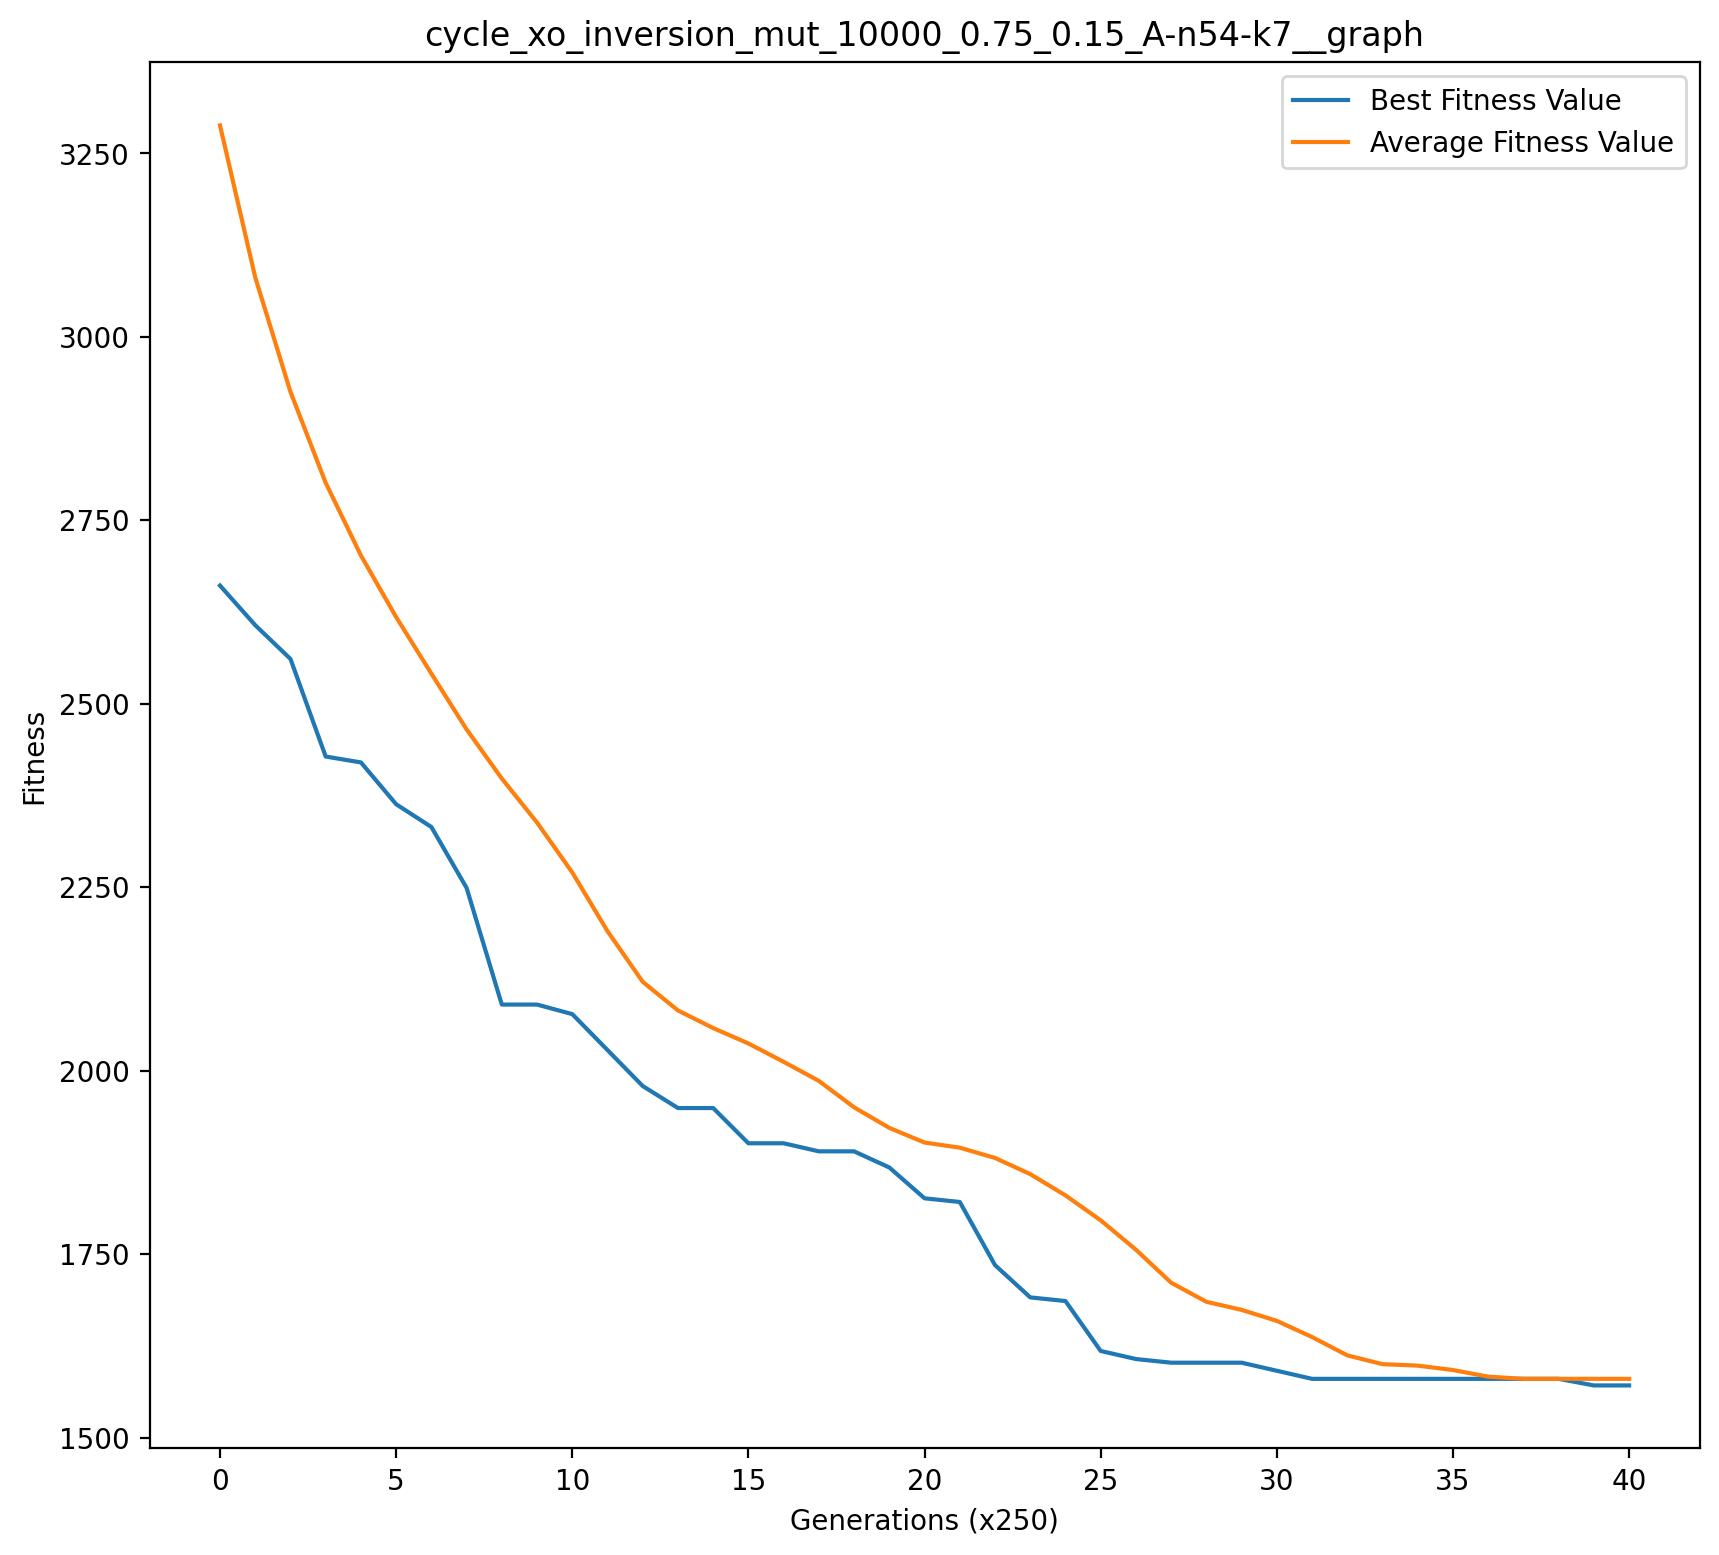 cycle_xo_inversion_mut_10000_0.75_0.15_A-n54-k7__graph
Best Fitness Value
Average Fitness Value
Fitness
3250
3000
2750
2500
2250
2000
1750
1500
0 5 10 15 20 25 30 35 40
Generations (x250)